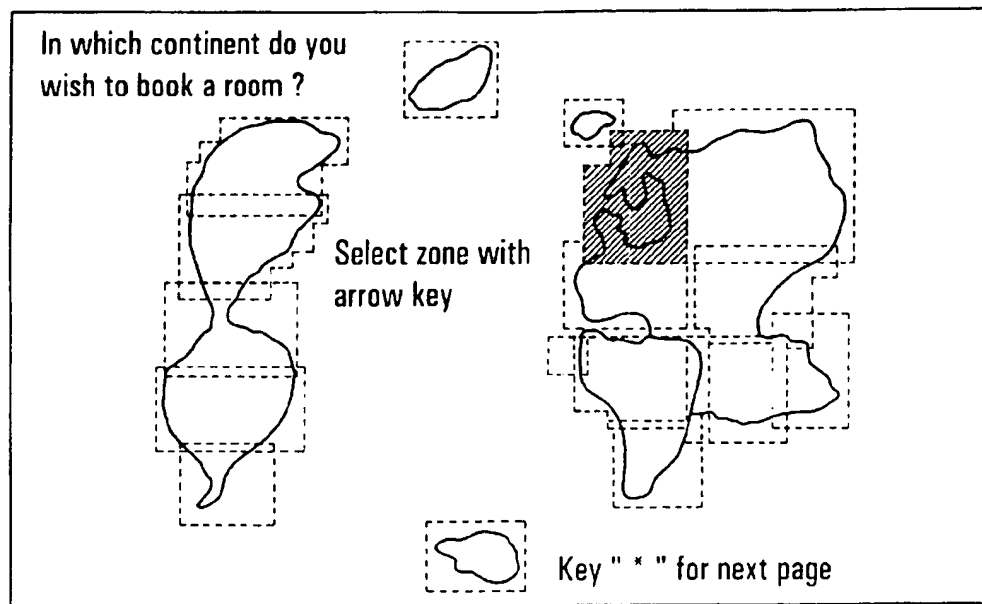 In which continent do you
wish to book a room ?
Select zone with
arrow key
Key " * " for next page